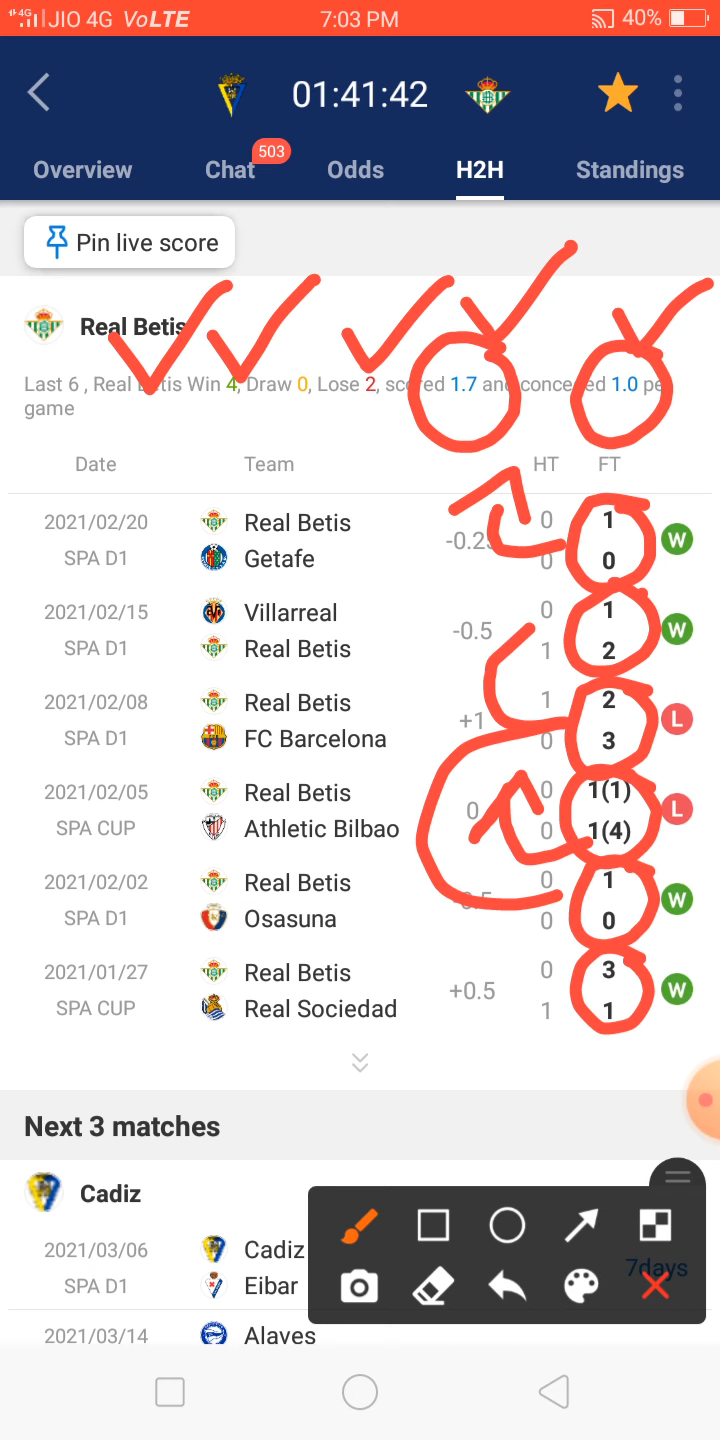 4G JIO 4G VoLTE 7:03 PM 40%
01:41:42
Overview Chat 503 Odds H2H Standings
Pin live score
Real Betis
Last 6 , Real Betis Win 4, Draw 0, Lose 2, scored 1.7 and conceded 1.0 per
game
Date Team HT FT
2021/02/20 Real Betis 0 1
SPA D1 Getafe -0.25 0 0 W
2021/02/15 Villarreal 0 1
SPA D1 Real Betis -0.5 1 2 W
2021/02/08 Real Betis 1 2
SPA D1 FC Barcelona +1 0 3 L
2021/02/05 Real Betis 0 1(1)
SPA CUP Athletic Bilbao 0 0 1(4) L
2021/02/02 Real Betis 0 1
SPA D1 Osasuna -0.5 0 0 W
2021/01/27 Real Betis 0 3
SPA CUP Real Sociedad +0.5 1 1 W
Next 3 matches
Cadiz
2021/03/06 Cadiz
SPA D1 Eibar 7days
2021/03/14 Alaves